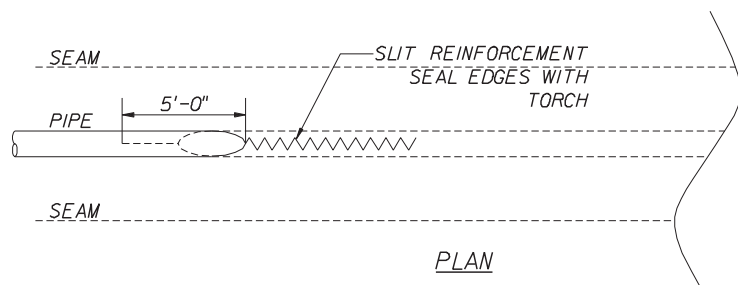 SEAM
SLIT REINFORCEMENT
SEAL EDGES WITH
TORCH
5'-0"
PIPE
SEAM
PLAN